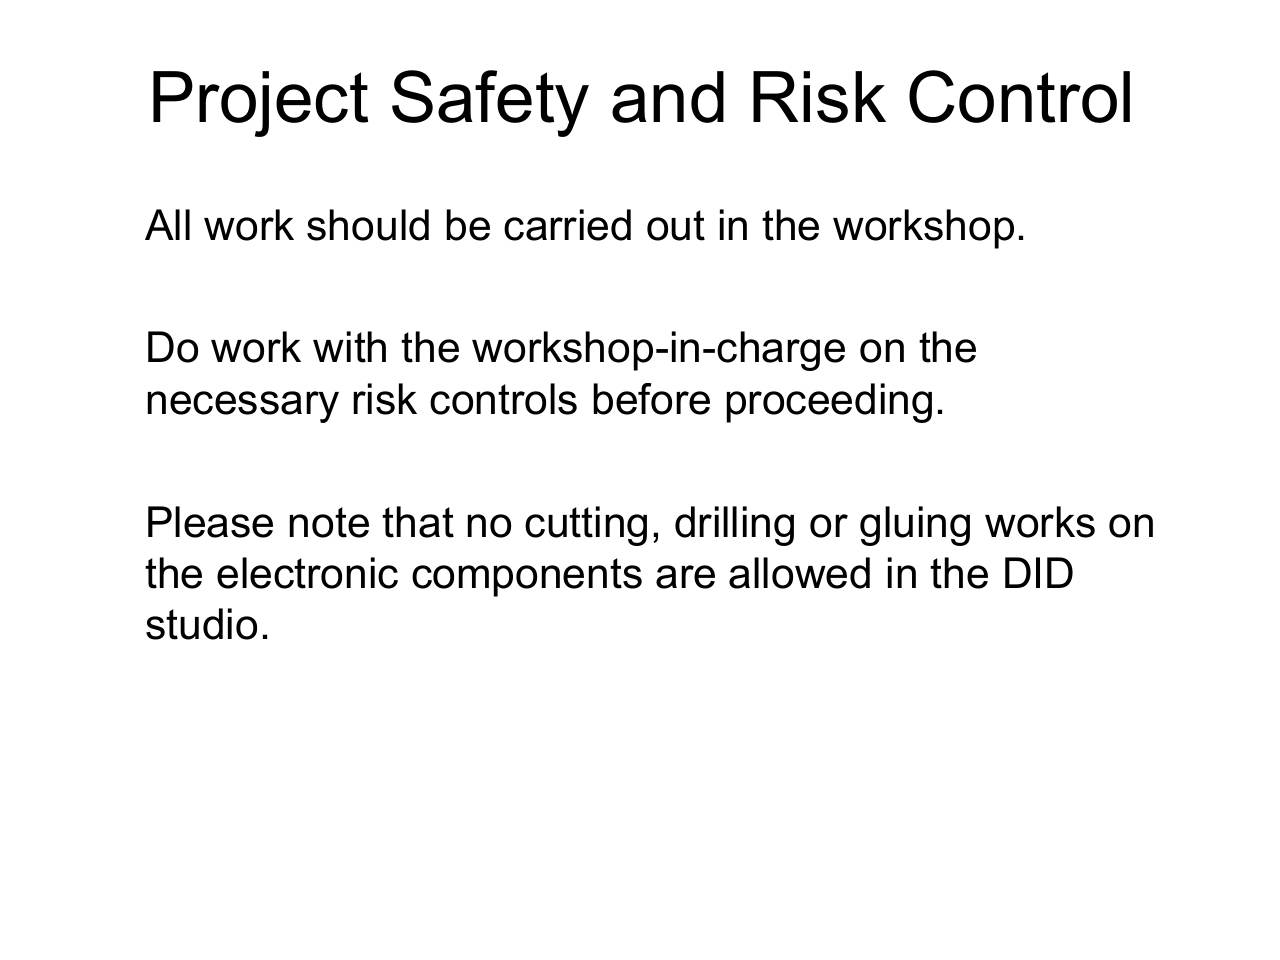 Project Safety and Risk Control
All work should be carried out in the workshop.
Do work with the workshop-in-charge on the
necessary risk controls before proceeding.
Please note that no cutting, drilling or gluing works on
the electronic components are allowed in the DID
studio.